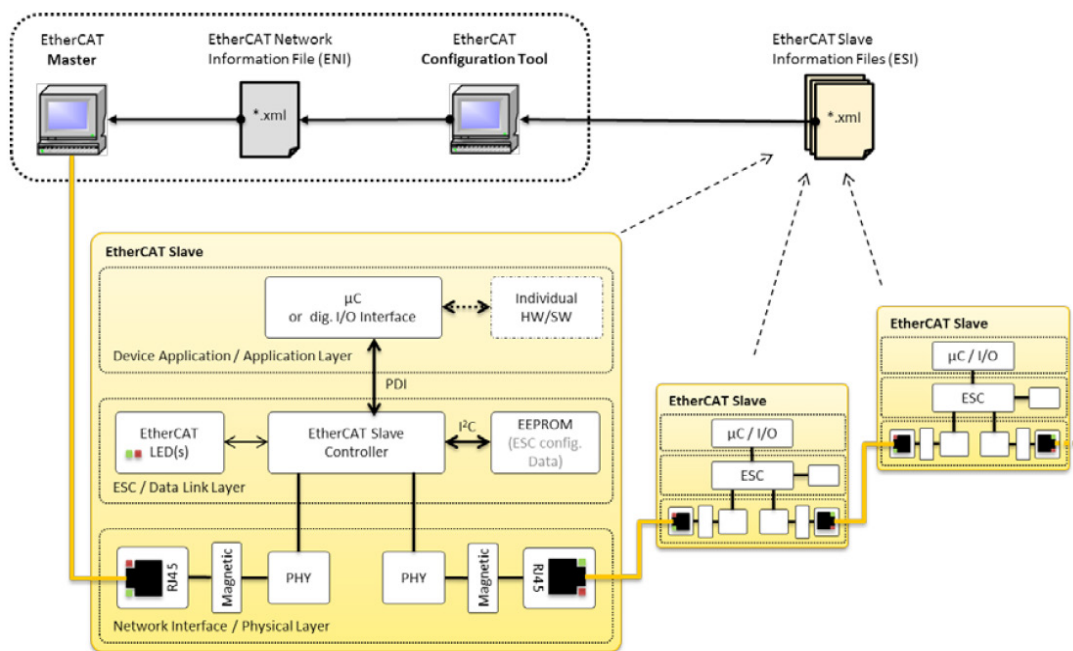 EtherCAT
Master
EtherCAT Network
Information File (ENI)
EtherCAT
Configuration Tool
EtherCAT Slave
Information Files (ESI)
*.xml
*.xml
EtherCAT Slave
µC
or dig. I/O Interface
Individual
HW/SW
Device Application / Application Layer
PDI
EtherCAT
LED(s)
EtherCAT Slave
Controller
I²C
EEPROM
(ESC config.
Data)
ESC / Data Link Layer
RJ45
Magnetic
PHY
PHY
Magnetic
RJ45
Network Interface / Physical Layer
EtherCAT Slave
µC / I/O
ESC
EtherCAT Slave
µC / I/O
ESC